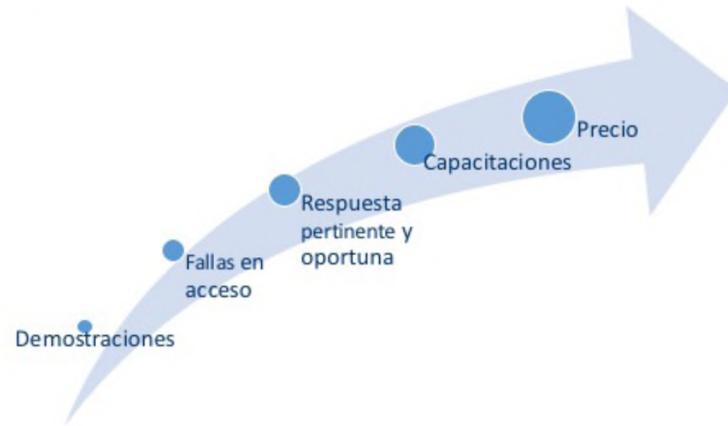 Precio
Capacitaciones
Respuesta
pertinente y
oportuna
Fallas en
acceso
Demostraciones